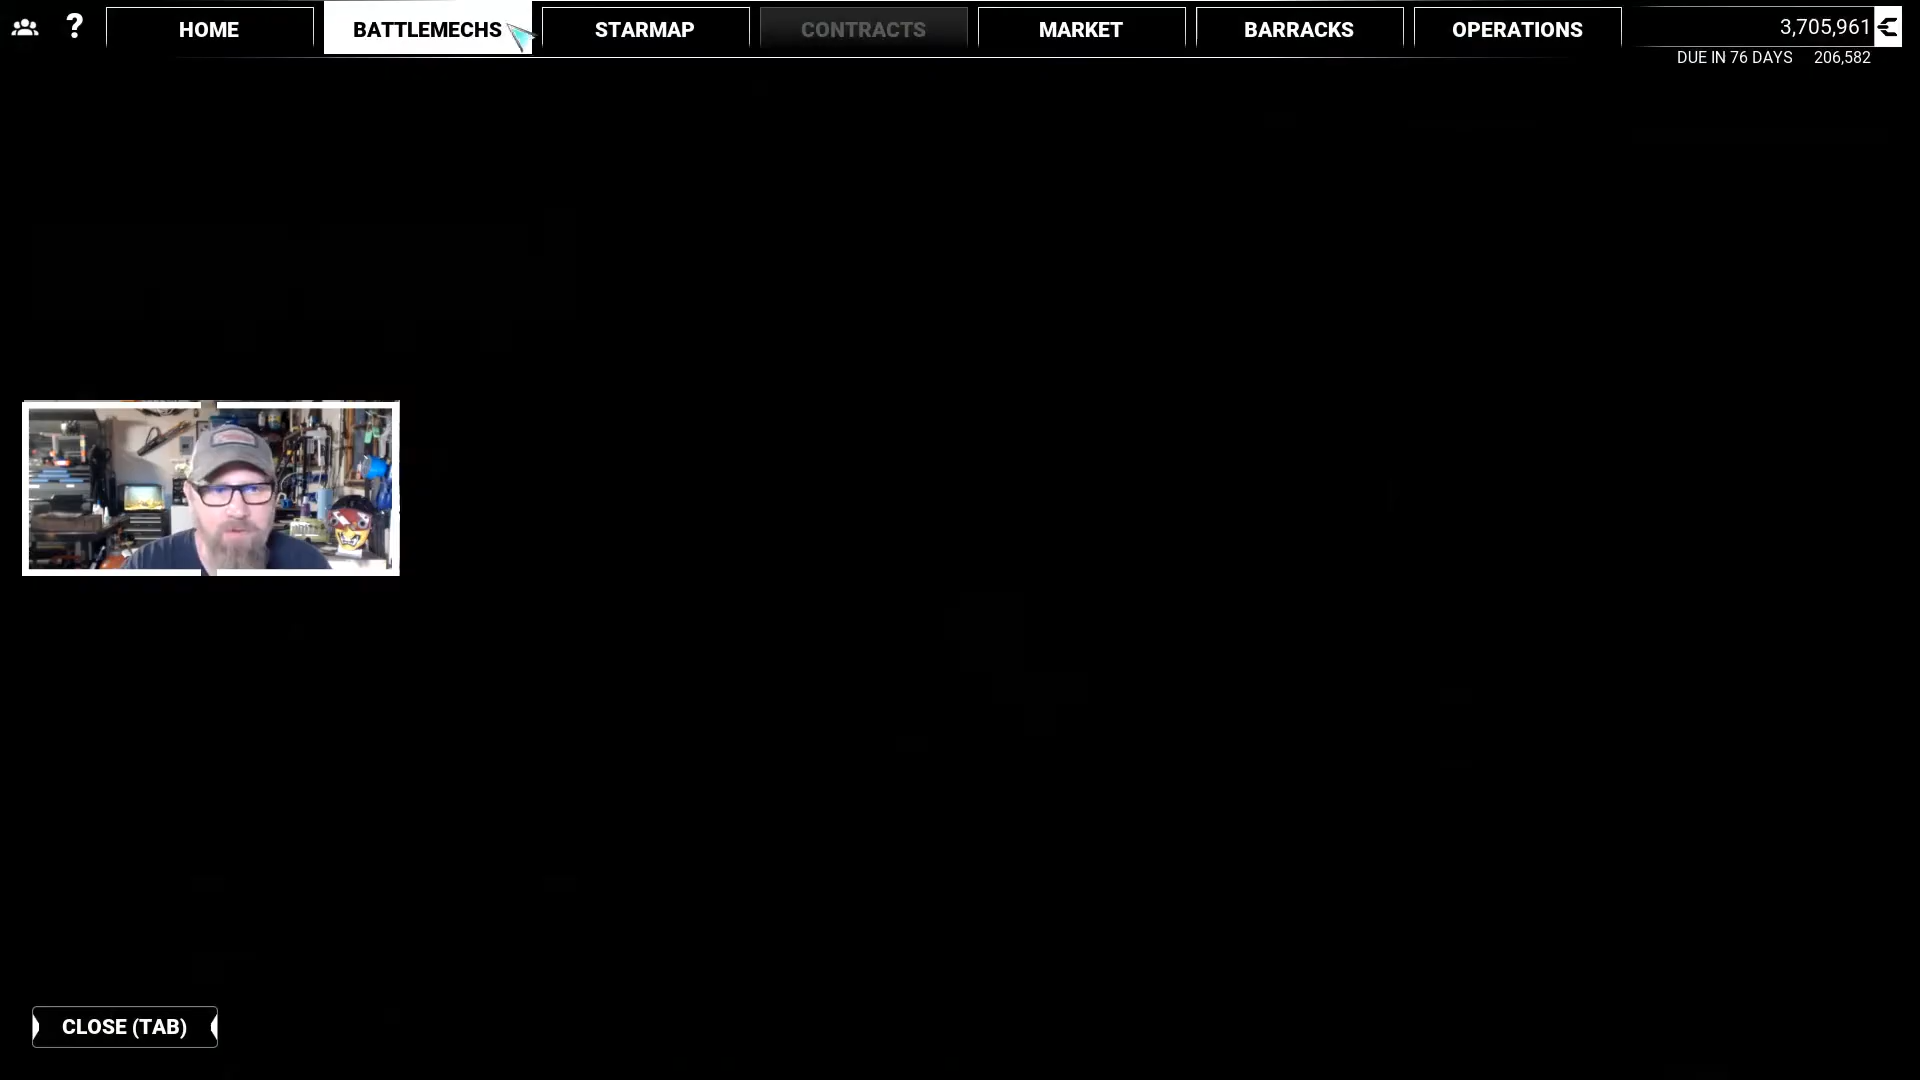 ?
HOME
BATTLEMECHS
STARMAP
CONTRACTS
MARKET
BARRACKS
OPERATIONS
3,705,961
DUE IN 76 DAYS 206,582
CLOSE (TAB)